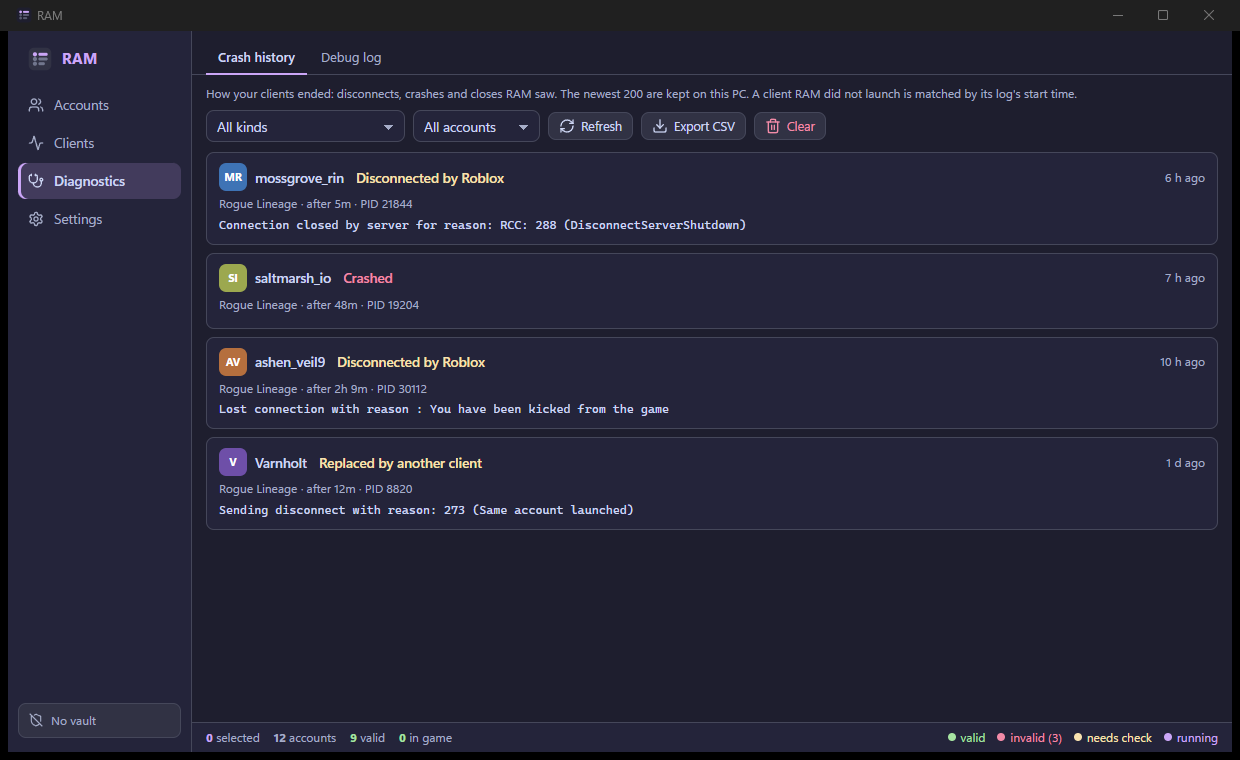 RAM
RAM
Accounts
Clients
Diagnostics
Settings
No vault
Crash history Debug log
How your clients ended: disconnects, crashes and closes RAM saw. The newest 200 are kept on this PC. A client RAM did not launch is matched by its log's start time.
All kinds All accounts Refresh Export CSV Clear
MR mossgrove_rin Disconnected by Roblox 6 h ago
Rogue Lineage · after 5m · PID 21844
Connection closed by server for reason: RCC: 288 (DisconnectServerShutdown)
SI saltmarsh_io Crashed 7 h ago
Rogue Lineage · after 48m · PID 19204
AV ashen_veil9 Disconnected by Roblox 10 h ago
Rogue Lineage · after 2h 9m · PID 30112
Lost connection with reason : You have been kicked from the game
V Varnholt Replaced by another client 1 d ago
Rogue Lineage · after 12m · PID 8820
Sending disconnect with reason: 273 (Same account launched)
0 selected 12 accounts 9 valid 0 in game valid invalid (3) needs check running